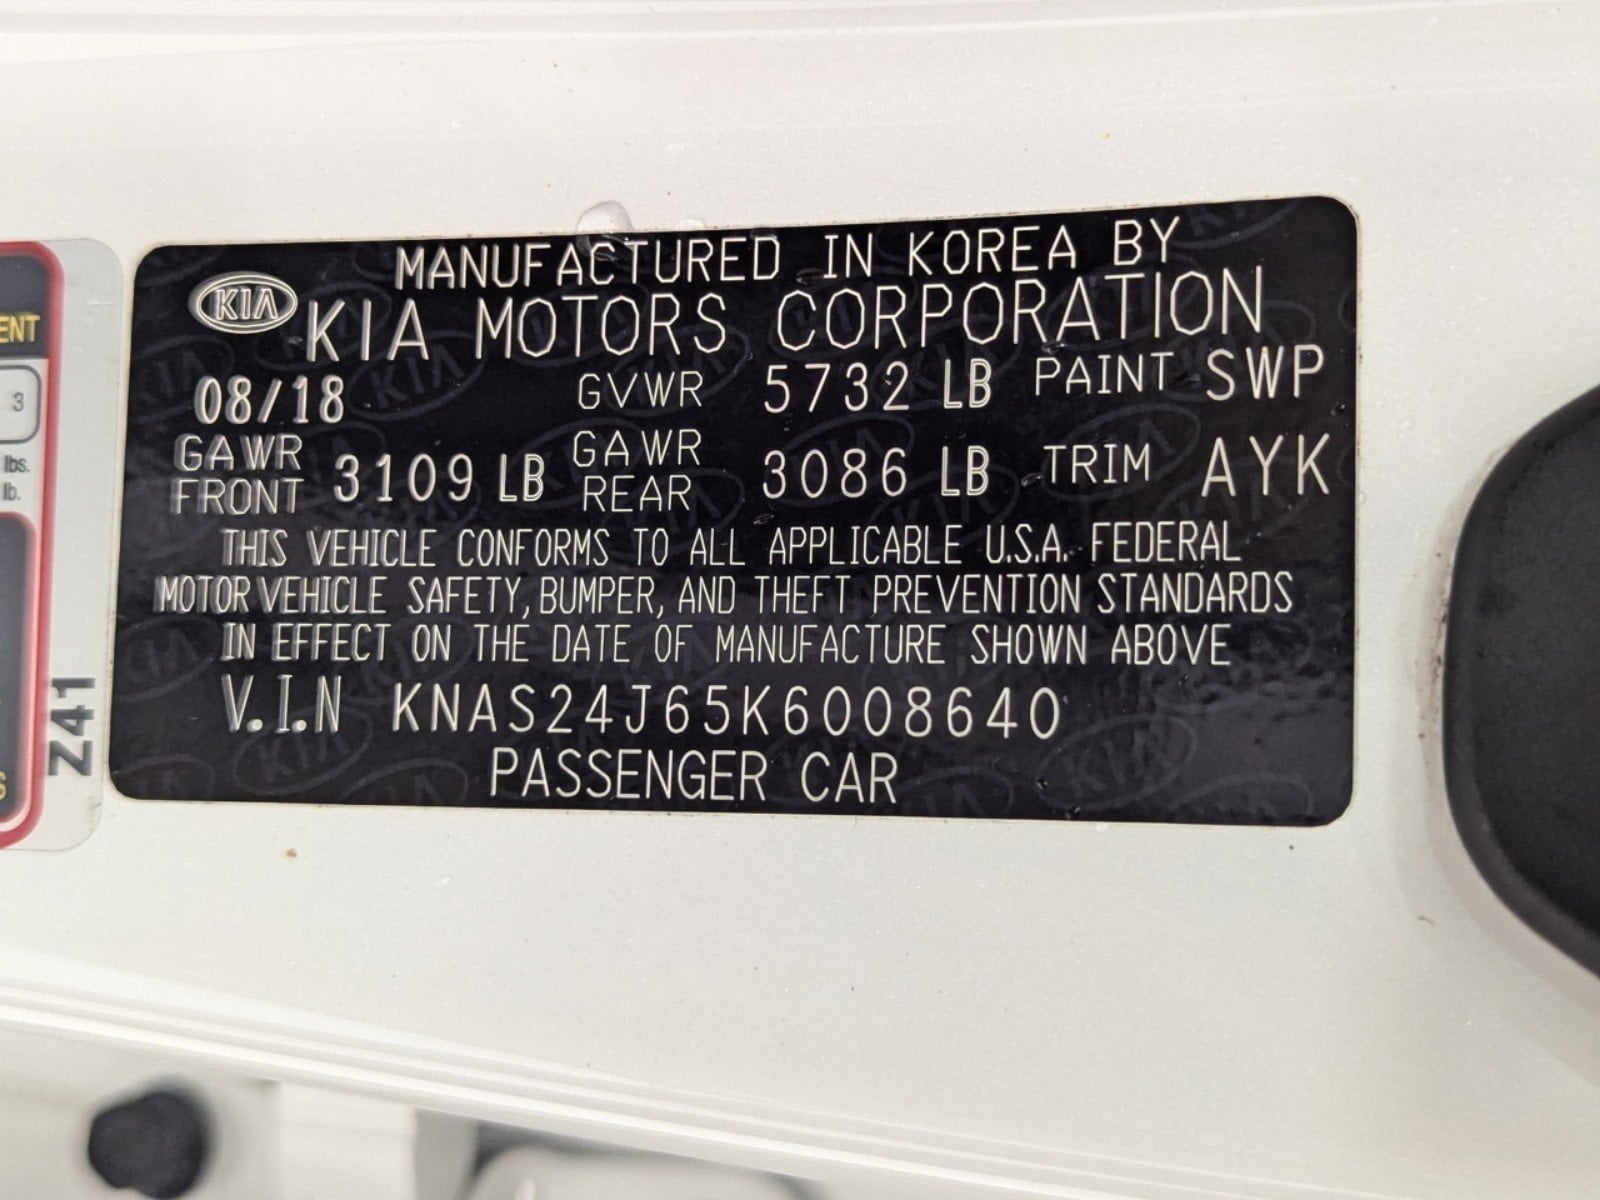 MANUFACTURED IN KOREA BY
KIA KIA MOTORS CORPORATION
08/18 GVWR 5732 LB PAINT SWP
GAWR FRONT 3109 LB GAWR REAR 3086 LB TRIM AYK
THIS VEHICLE CONFORMS TO ALL APPLICABLE U.S.A. FEDERAL
MOTOR VEHICLE SAFETY, BUMPER, AND THEFT PREVENTION STANDARDS
IN EFFECT ON THE DATE OF MANUFACTURE SHOWN ABOVE
V.I.N KNAS24J65K6008640
PASSENGER CAR
ENT
3
lbs.
lb.
Z41
S